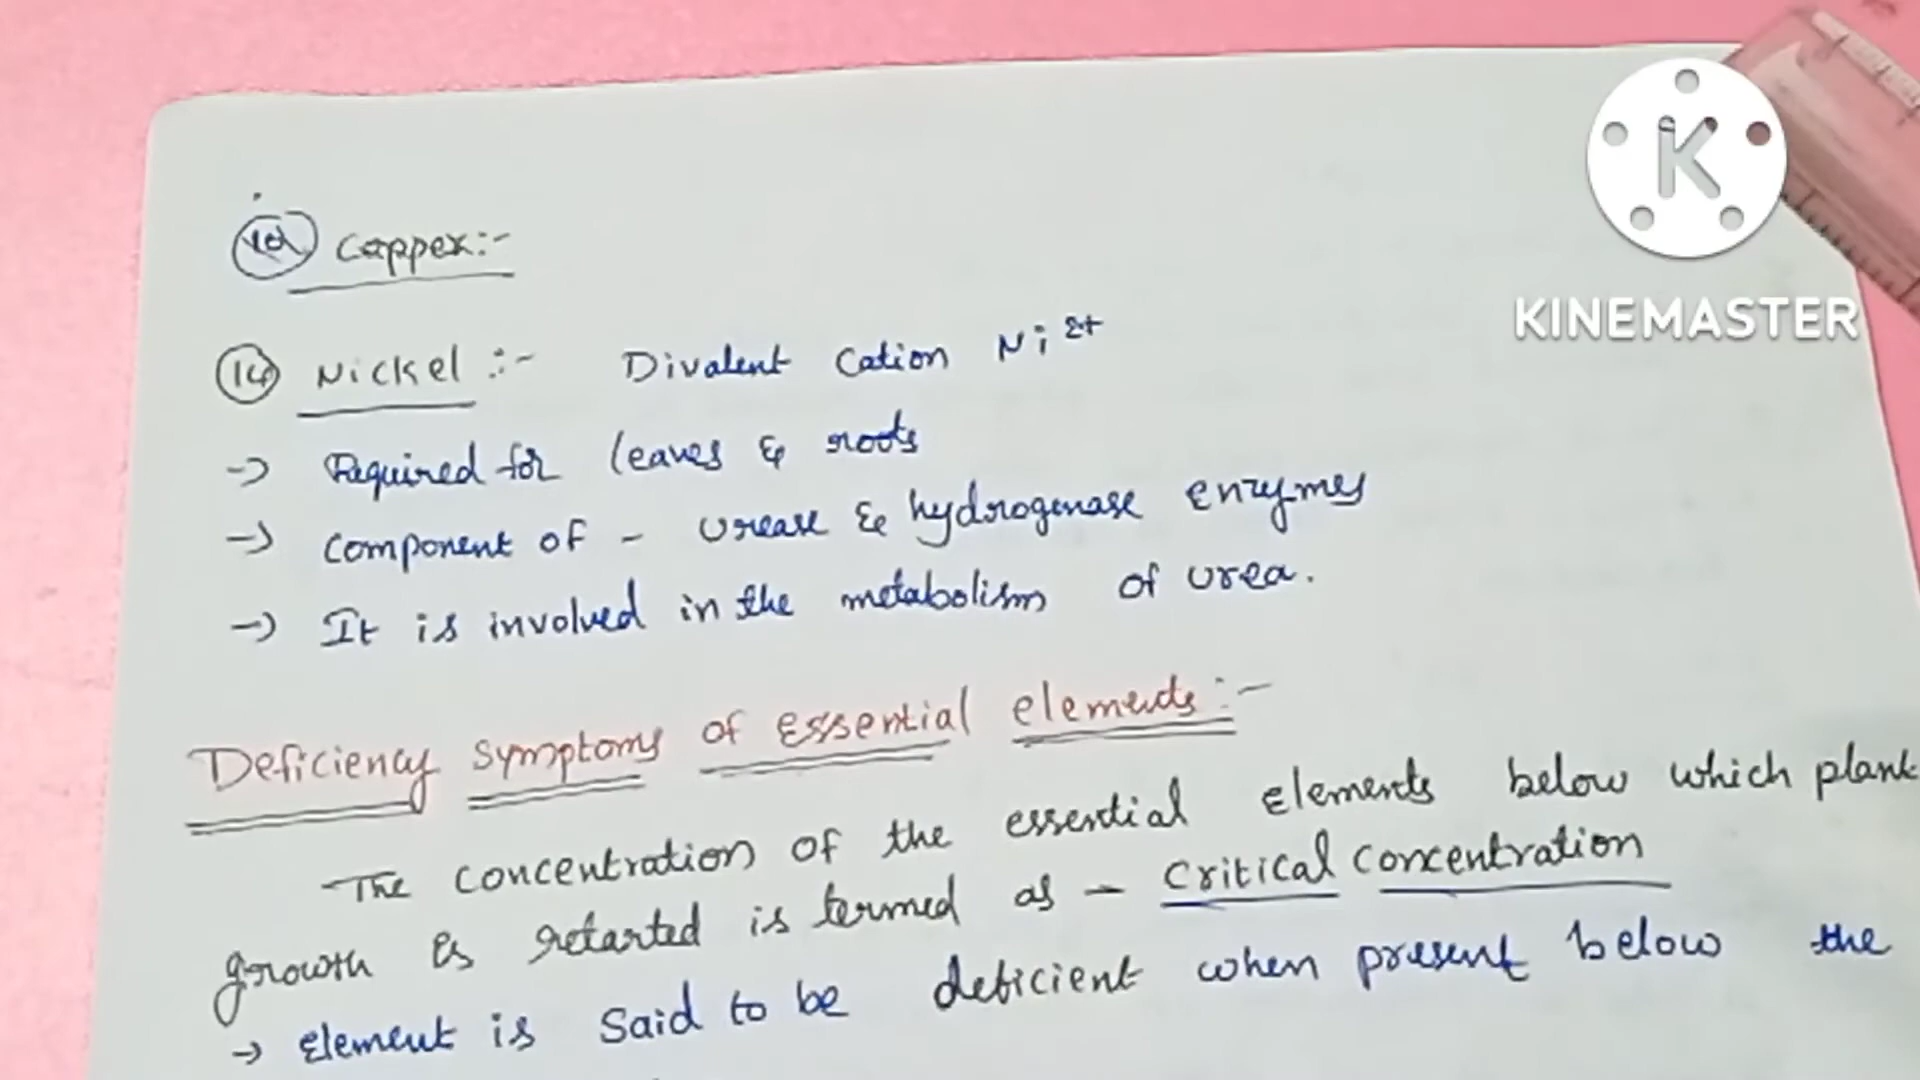 Copper:-
KINEMASTER
(14) Nickel :- Divalent Cation Ni2+
→ Required for leaves & roots
→ Component of - Urease & hydrogenase enzymes
→ It is involved in the metabolism of urea.
Deficiency symptoms of essential elements:-
The concentration of the essential elements below which plant
growth is retarted is termed as - Critical Concentration
→ Element is said to be deficient when present below the